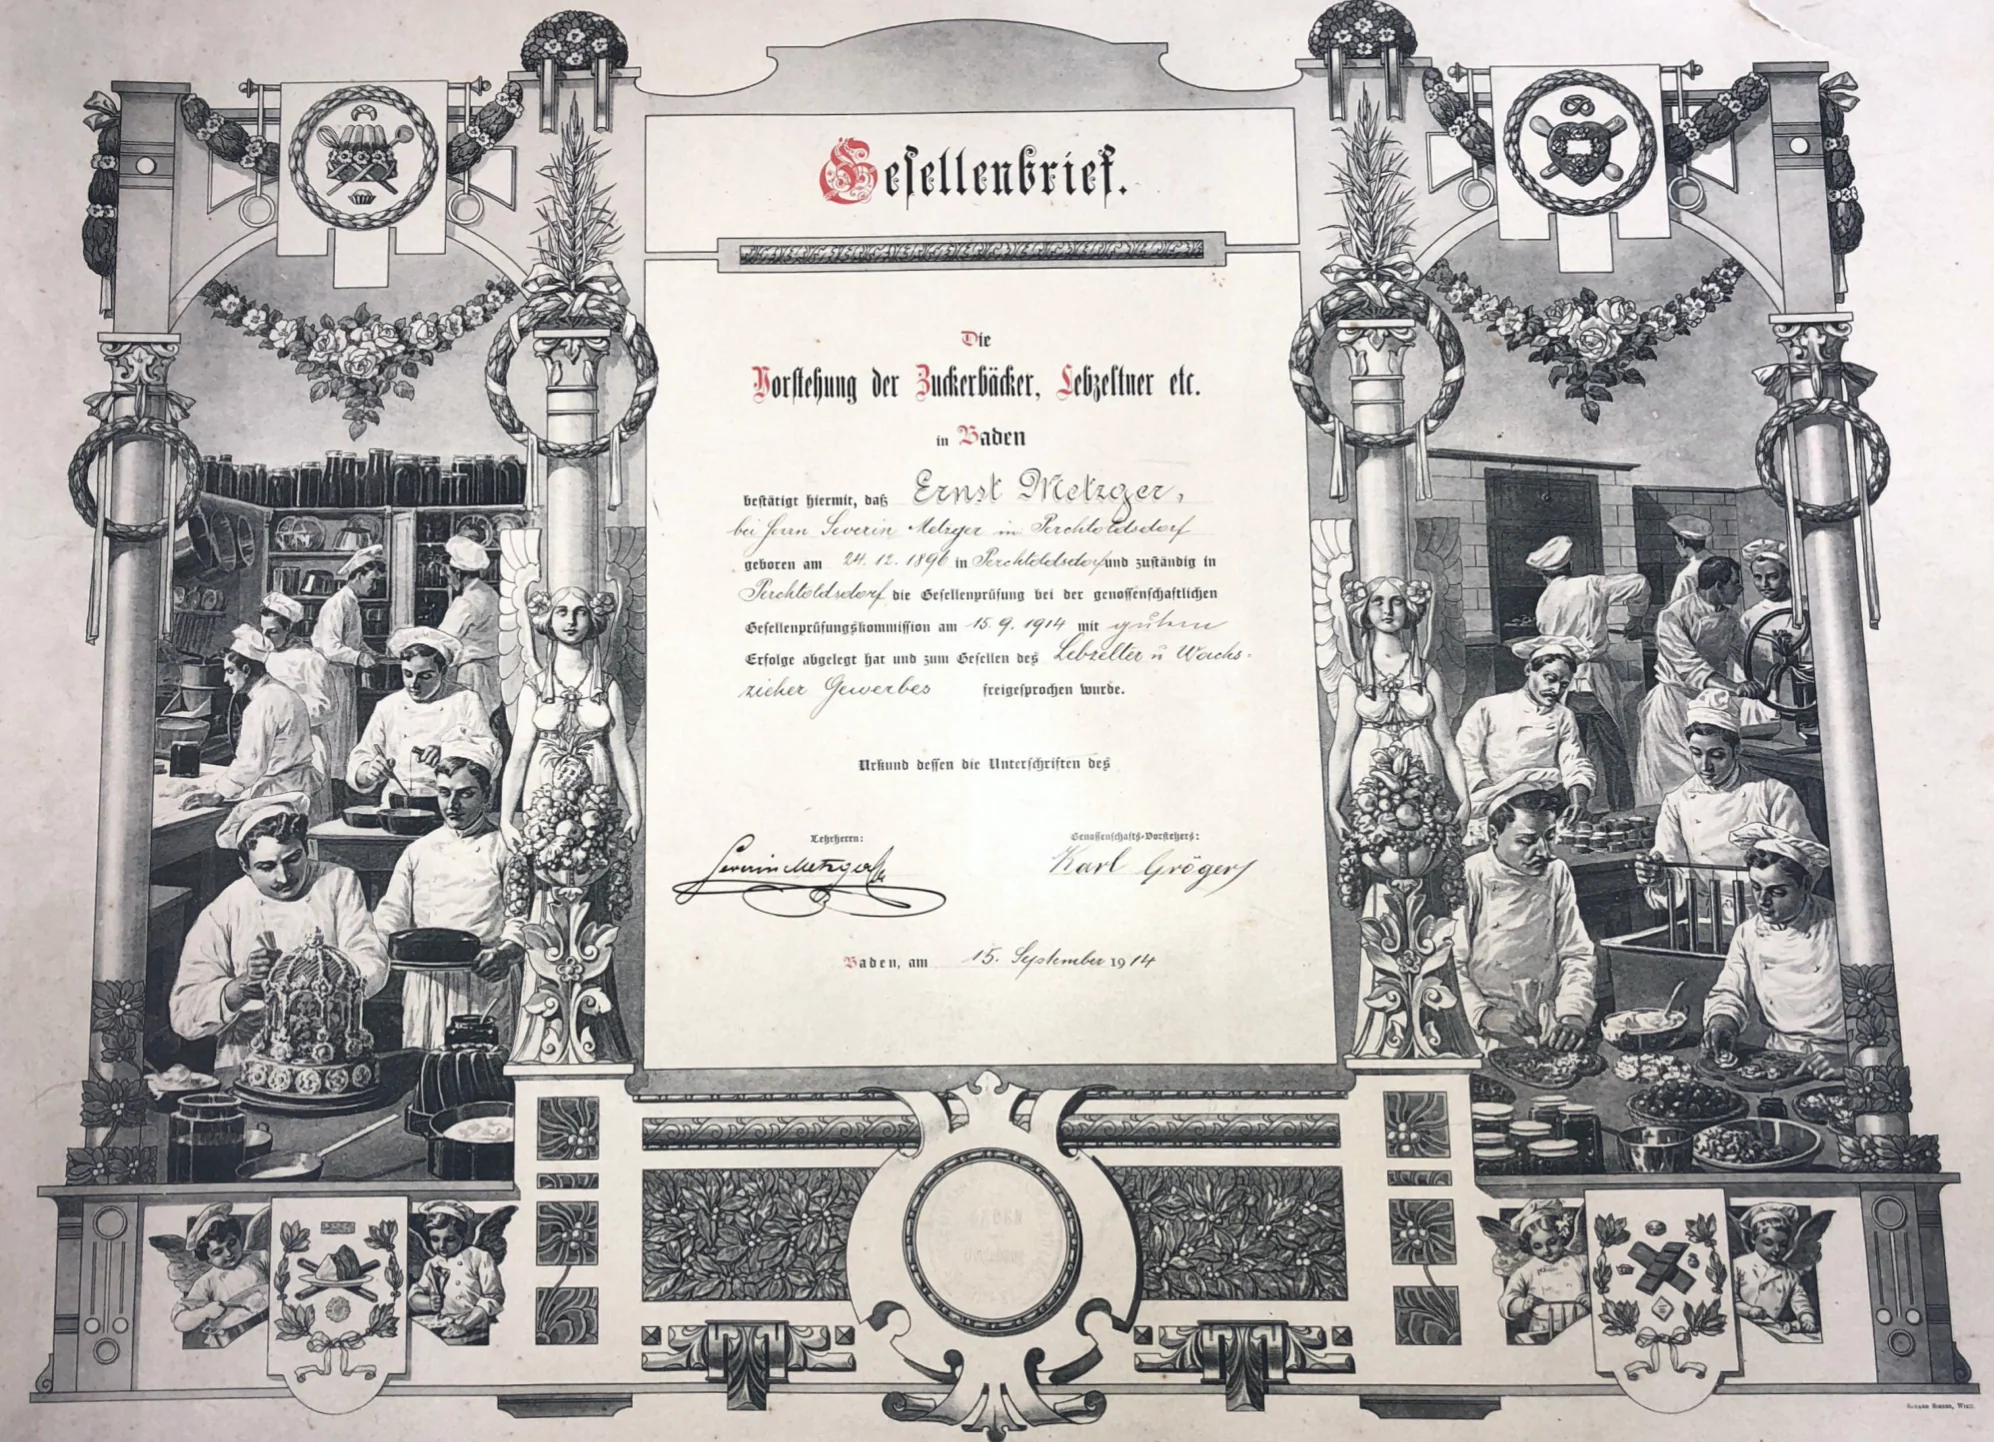 Gesellenbrief.
Die
Vorstehung der Zuckerbäcker, Lebzeltner etc.
in Baden
bestätigt hiermit, daß Ernst Metzger,
bei Herrn Severin Metzger in Perchtoldsdorf
geboren am 24. 12. 1896 in Perchtoldsdorf und zuständig in
Perchtoldsdorf die Gesellenprüfung bei der genossenschaftlichen
Gesellenprüfungskommission am 15. 9. 1914 mit gutem
Erfolge abgelegt hat und zum Gesellen des Lebzelter u Wachs-
zieher Gewerbes freigesprochen wurde.
Urkund dessen die Unterschriften des
Lehrherrn: Genossenschafts-Vorstehers:
Severin Metzger Karl Gröger
Baden, am 15. September 1914